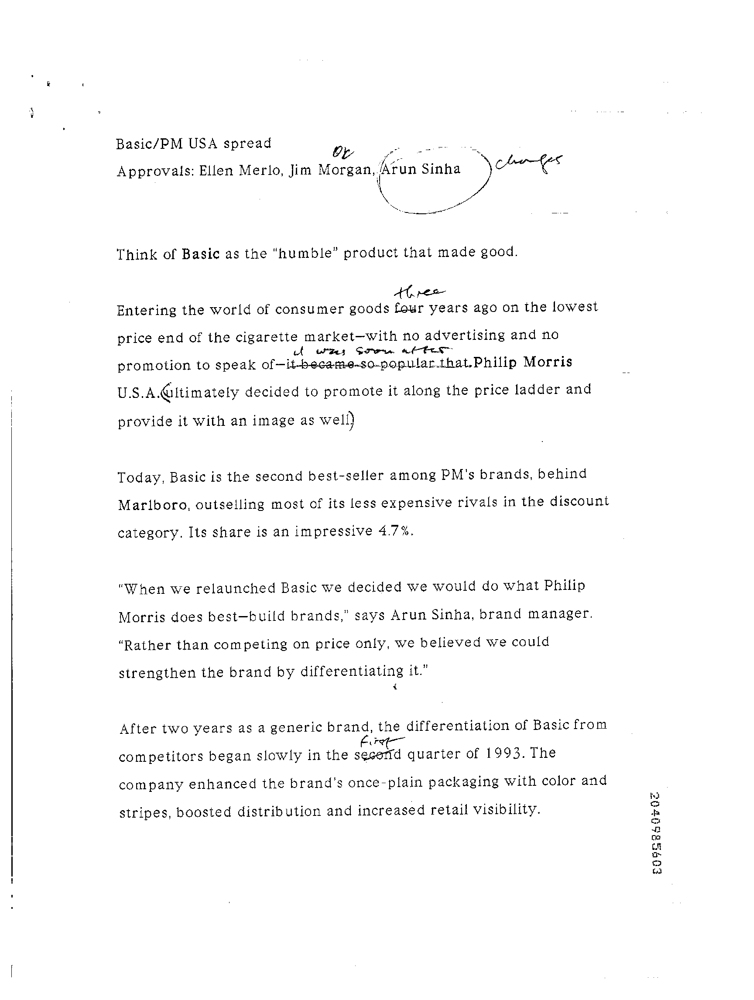 Basic/PM USA spread
OK
Approvals: Ellen Merlo, Jim Morgan, Arun Sinha changes
Think of Basic as the "humble" product that made good.
three
Entering the world of consumer goods four years ago on the lowest
price end of the cigarette market—with no advertising and no
it was soon after
promotion to speak of—it became so popular that Philip Morris
U.S.A. (ultimately decided to promote it along the price ladder and
provide it with an image as well)
Today, Basic is the second best-seller among PM's brands, behind
Marlboro, outselling most of its less expensive rivals in the discount
category. Its share is an impressive 4.7%.
"When we relaunched Basic we decided we would do what Philip
Morris does best—build brands," says Arun Sinha, brand manager.
"Rather than competing on price only, we believed we could
strengthen the brand by differentiating it."
After two years as a generic brand, the differentiation of Basic from
first
competitors began slowly in the second quarter of 1993. The
company enhanced the brand's once-plain packaging with color and
stripes, boosted distribution and increased retail visibility.
2040985603